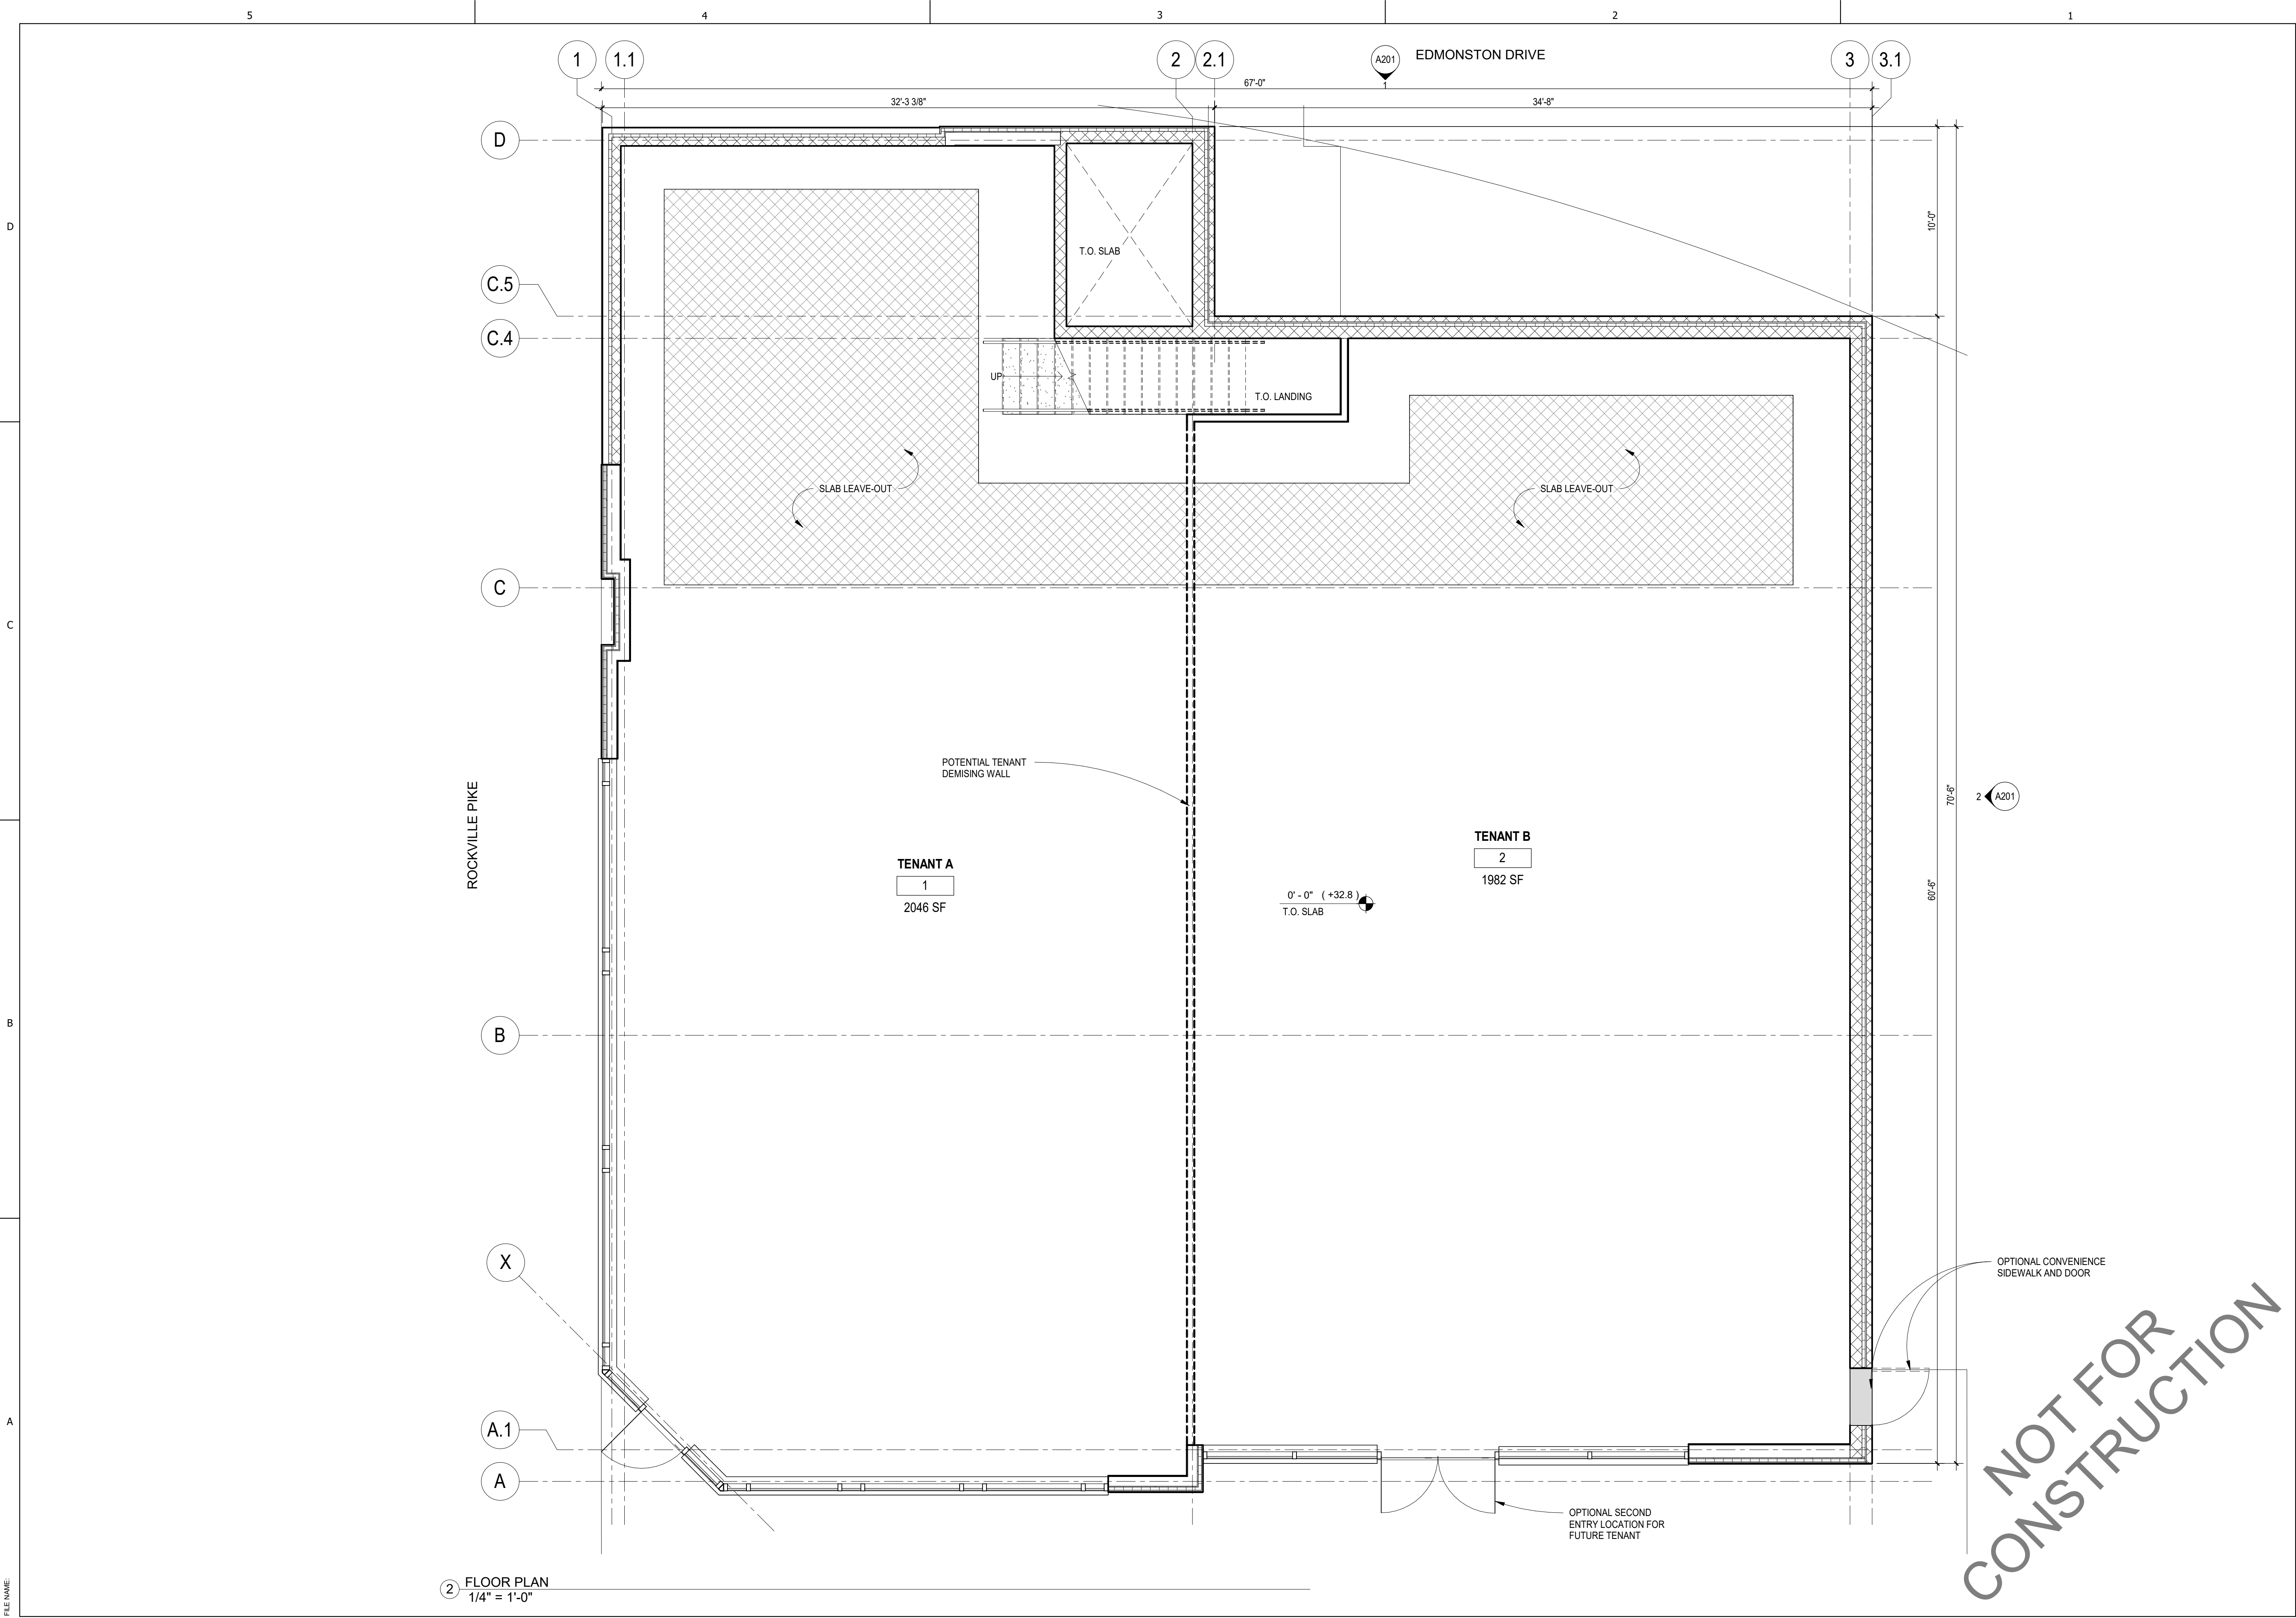 5
4
3
2
1
1
1.1
2
2.1
A201
1
EDMONSTON DRIVE
3
3.1
67'-0"
32'-3 3/8"
34'-8"
D
D
10'-0"
T.O. SLAB
C.5
C.4
UP
T.O. LANDING
SLAB LEAVE-OUT
SLAB LEAVE-OUT
C
C
ROCKVILLE PIKE
POTENTIAL TENANT
DEMISING WALL
70'-6"
2
A201
TENANT A
1
2046 SF
TENANT B
2
1982 SF
0' - 0" ( +32.8 )
T.O. SLAB
60'-6"
B
B
X
OPTIONAL CONVENIENCE
SIDEWALK AND DOOR
A
A.1
A
OPTIONAL SECOND
ENTRY LOCATION FOR
FUTURE TENANT
NOT FOR
CONSTRUCTION
2
FLOOR PLAN
1/4" = 1'-0"
FILE NAME: